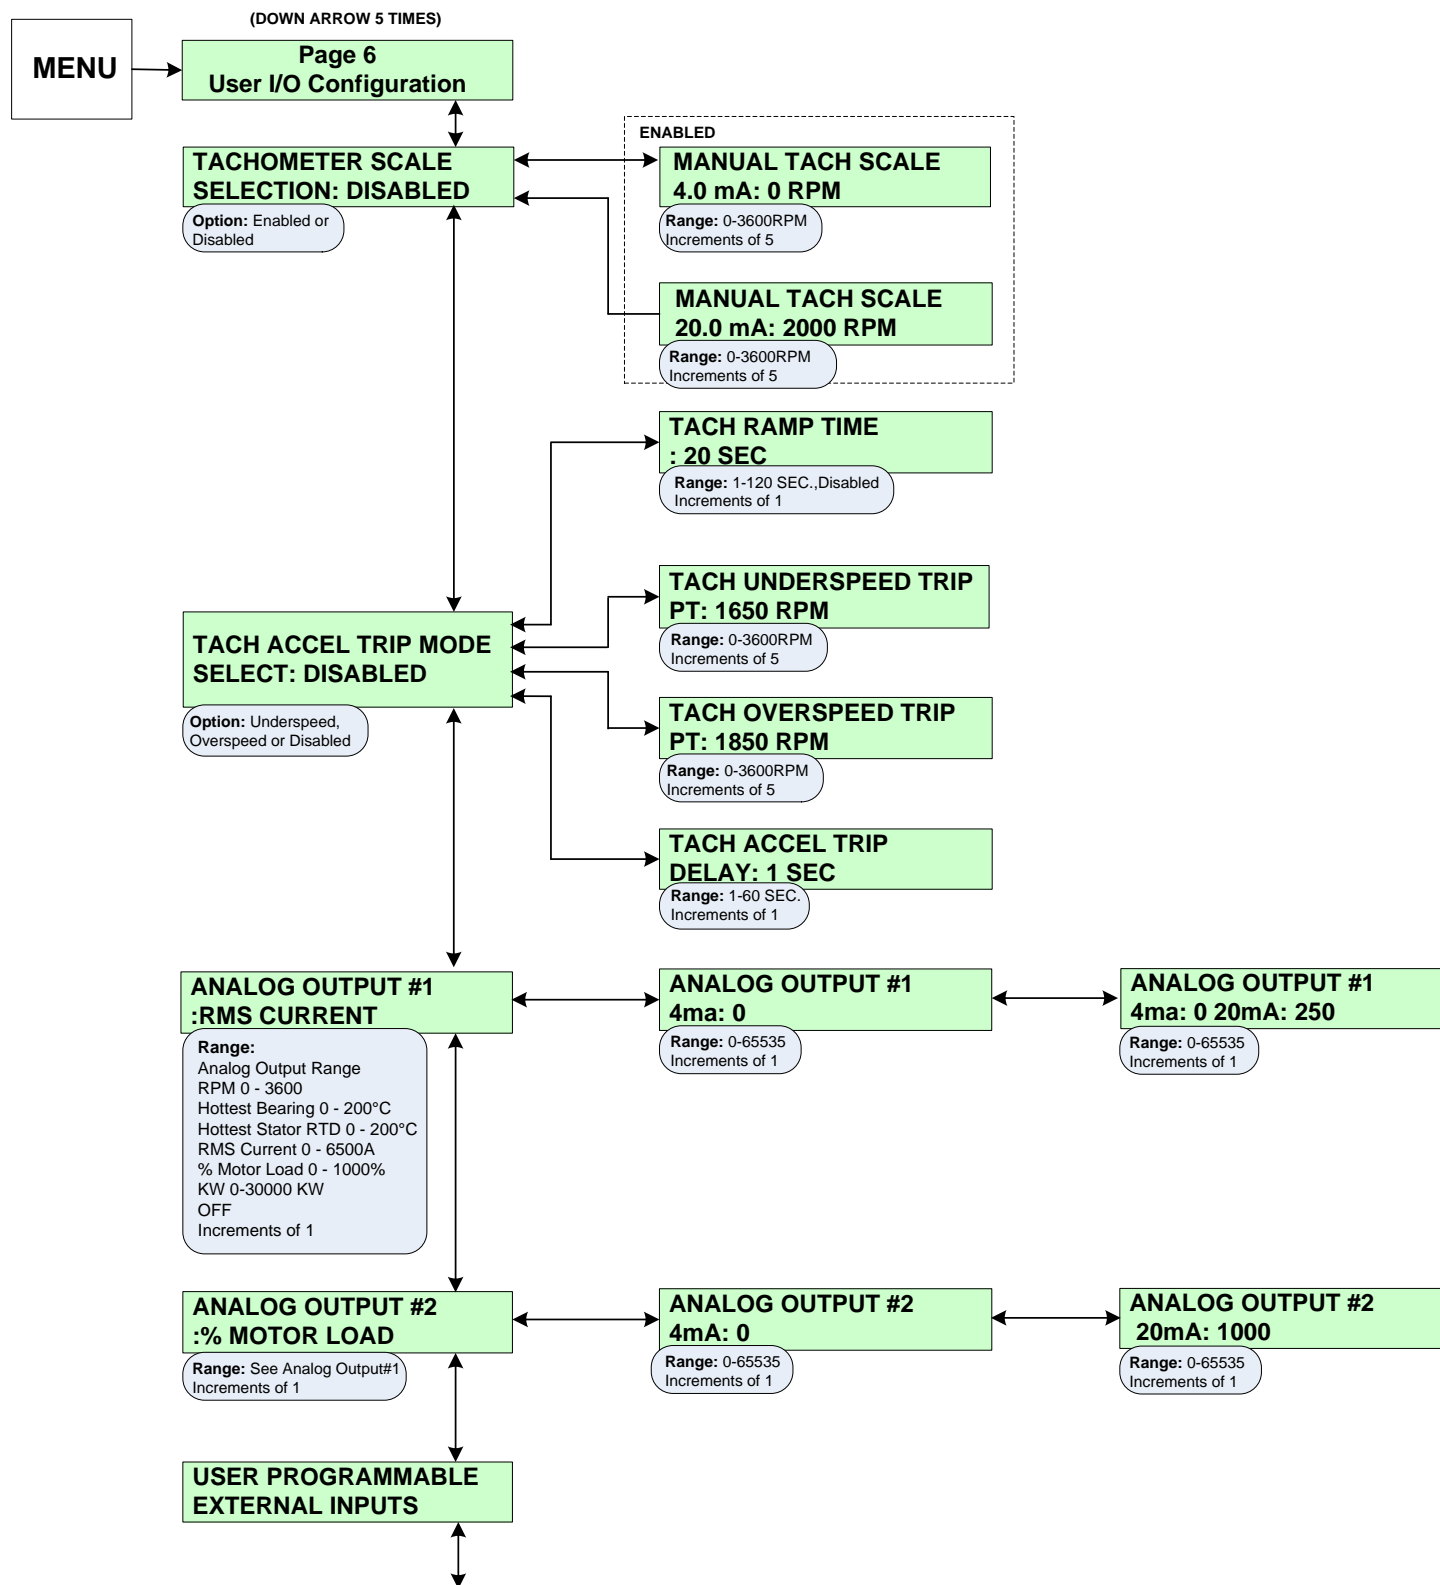 (DOWN ARROW 5 TIMES)
MENU
Page 6
User I/O Configuration
ENABLED
TACHOMETER SCALE
SELECTION: DISABLED
Option: Enabled or
Disabled
MANUAL TACH SCALE
4.0 mA: 0 RPM
Range: 0-3600RPM
Increments of 5
MANUAL TACH SCALE
20.0 mA: 2000 RPM
Range: 0-3600RPM
Increments of 5
TACH RAMP TIME
: 20 SEC
Range: 1-120 SEC.,Disabled
Increments of 1
TACH ACCEL TRIP MODE
SELECT: DISABLED
Option: Underspeed,
Overspeed or Disabled
TACH UNDERSPEED TRIP
PT: 1650 RPM
Range: 0-3600RPM
Increments of 5
TACH OVERSPEED TRIP
PT: 1850 RPM
Range: 0-3600RPM
Increments of 5
TACH ACCEL TRIP
DELAY: 1 SEC
Range: 1-60 SEC.
Increments of 1
ANALOG OUTPUT #1
:RMS CURRENT
Range:
Analog Output Range
RPM 0 - 3600
Hottest Bearing 0 - 200°C
Hottest Stator RTD 0 - 200°C
RMS Current 0 - 6500A
% Motor Load 0 - 1000%
KW 0-30000 KW
OFF
Increments of 1
ANALOG OUTPUT #1
4ma: 0
Range: 0-65535
Increments of 1
ANALOG OUTPUT #1
4ma: 0 20mA: 250
Range: 0-65535
Increments of 1
ANALOG OUTPUT #2
:% MOTOR LOAD
Range: See Analog Output#1
Increments of 1
ANALOG OUTPUT #2
4mA: 0
Range: 0-65535
Increments of 1
ANALOG OUTPUT #2
20mA: 1000
Range: 0-65535
Increments of 1
USER PROGRAMMABLE
EXTERNAL INPUTS